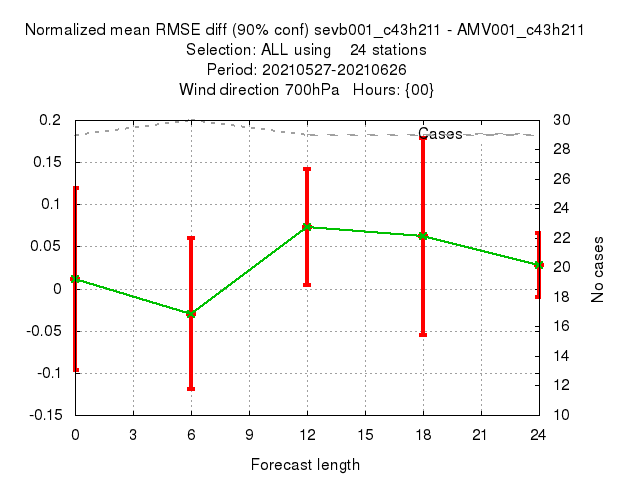 Normalized mean RMSE diff (90% conf) sevb001_c43h211 - AMV001_c43h211
Selection: ALL using    24 stations
Period: 20210527-20210626
Wind direction 700hPa   Hours: {00}
Cases
0.2
0.15
0.1
0.05
0
-0.05
-0.1
-0.15
30
28
26
24
22
20
18
16
14
12
10
No cases
0 3 6 9 12 15 18 21 24
Forecast length